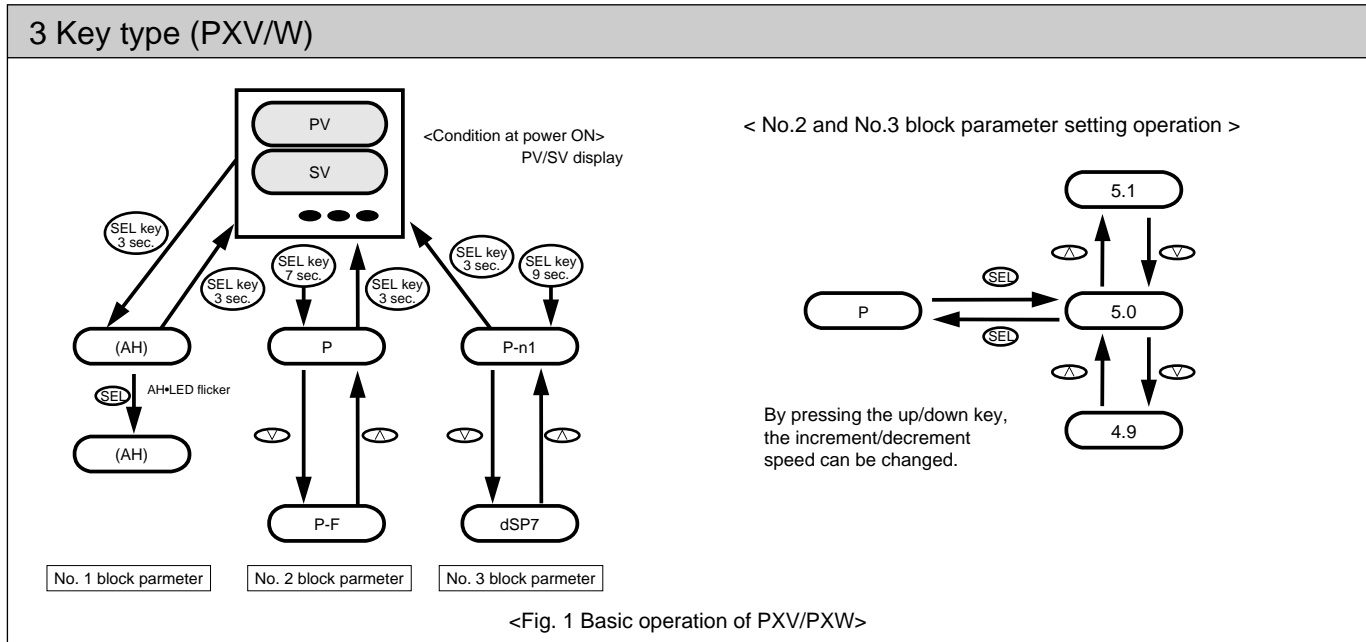 3 Key type (PXV/W)
PV
SV
<Condition at power ON>
PV/SV display
SEL key
3 sec.
SEL key
3 sec.
SEL key
7 sec.
SEL key
3 sec.
SEL key
3 sec.
SEL key
9 sec.
(AH)
P
P-n1
SEL
AH•LED flicker
(AH)
P-F
dSP7
No. 1 block parmeter
No. 2 block parmeter
No. 3 block parmeter
< No.2 and No.3 block parameter setting operation >
5.1
SEL
P
5.0
SEL
4.9
By pressing the up/down key,
the increment/decrement
speed can be changed.
<Fig. 1 Basic operation of PXV/PXW>